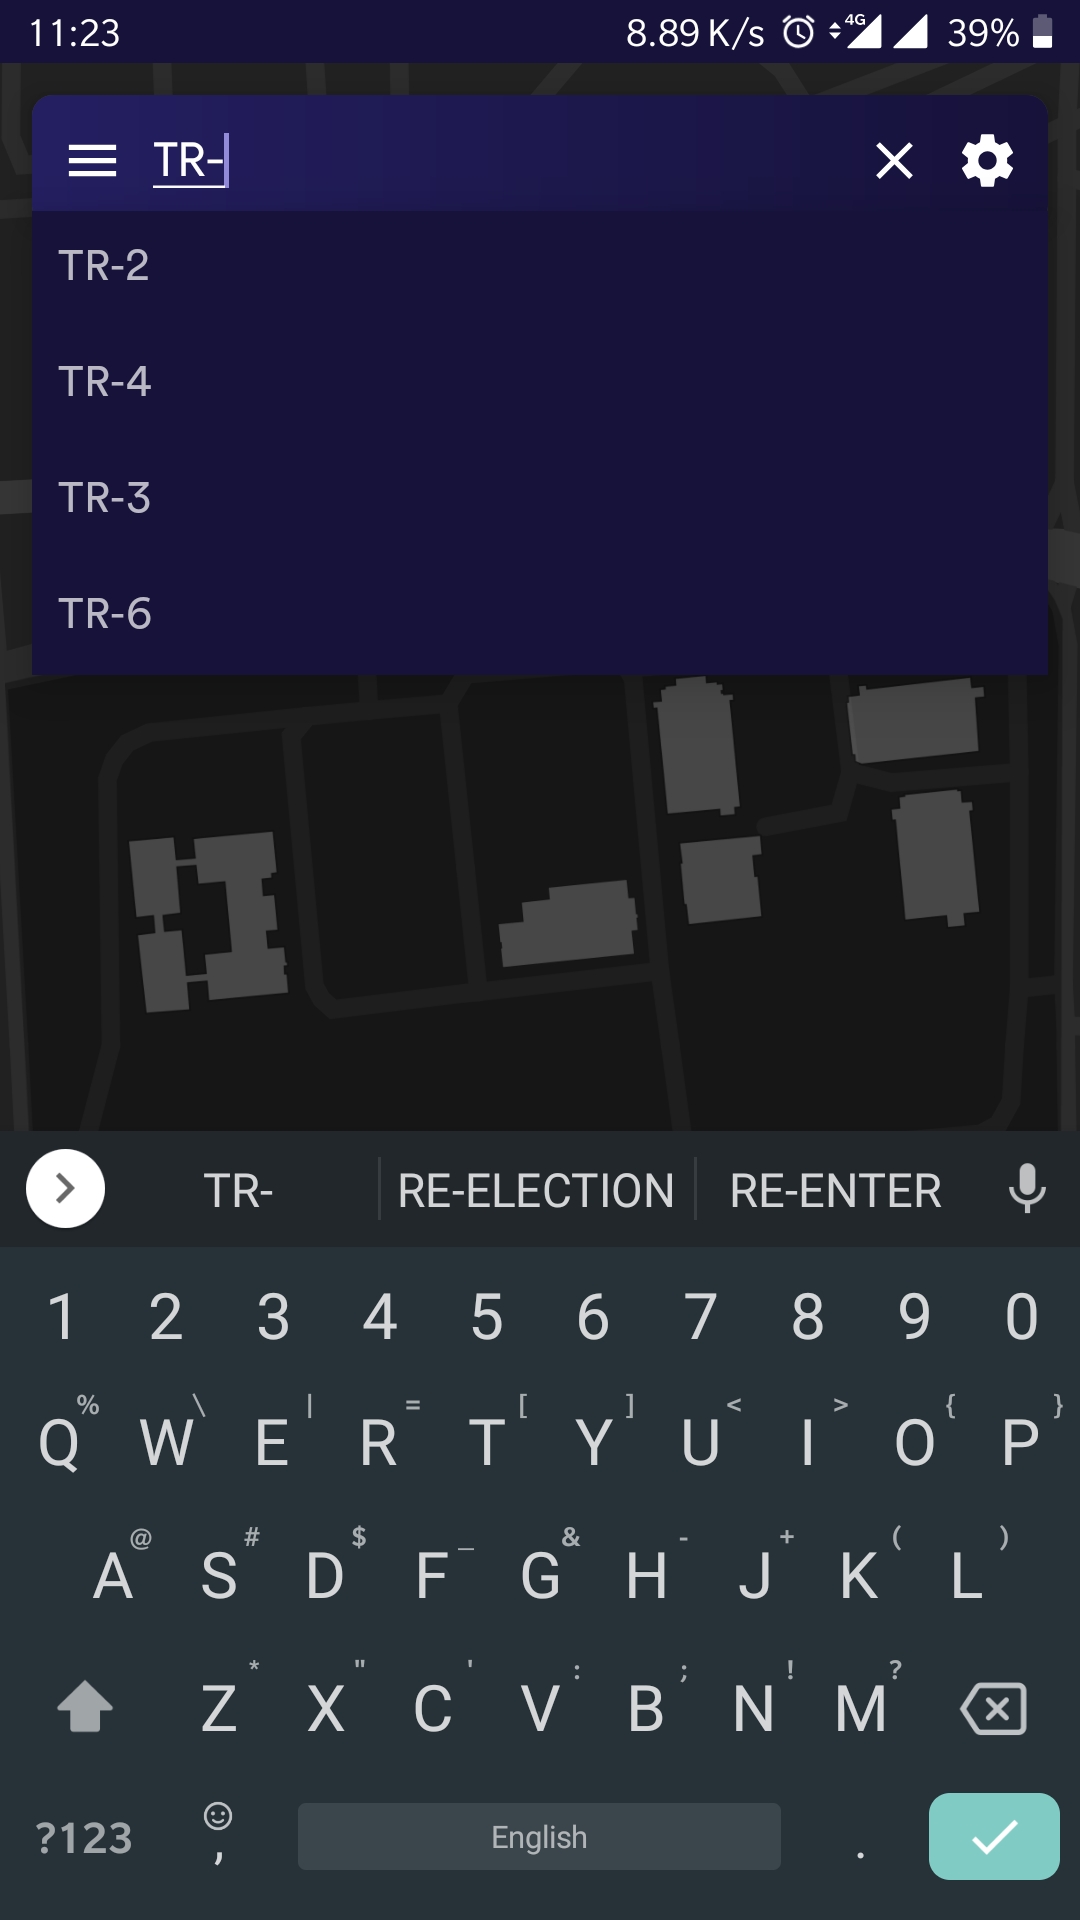 11:23 8.89 K/s 4G 39%
TR-
TR-2
TR-4
TR-3
TR-6
TR- RE-ELECTION RE-ENTER
1 2 3 4 5 6 7 8 9 0
% \ | = [ ] < > { }
Q W E R T Y U I O P
@ # $ _ & - + ( )
A S D F G H J K L
* " ' : ; ! ?
Z X C V B N M
?123 , English .